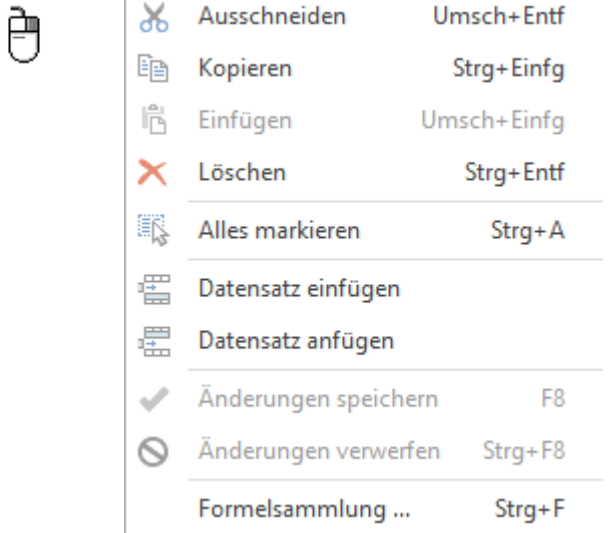 Ausschneiden Umsch+Entf
Kopieren Strg+Einfg
Einfügen Umsch+Einfg
Löschen Strg+Entf
Alles markieren Strg+A
Datensatz einfügen
Datensatz anfügen
Änderungen speichern F8
Änderungen verwerfen Strg+F8
Formelsammlung ... Strg+F